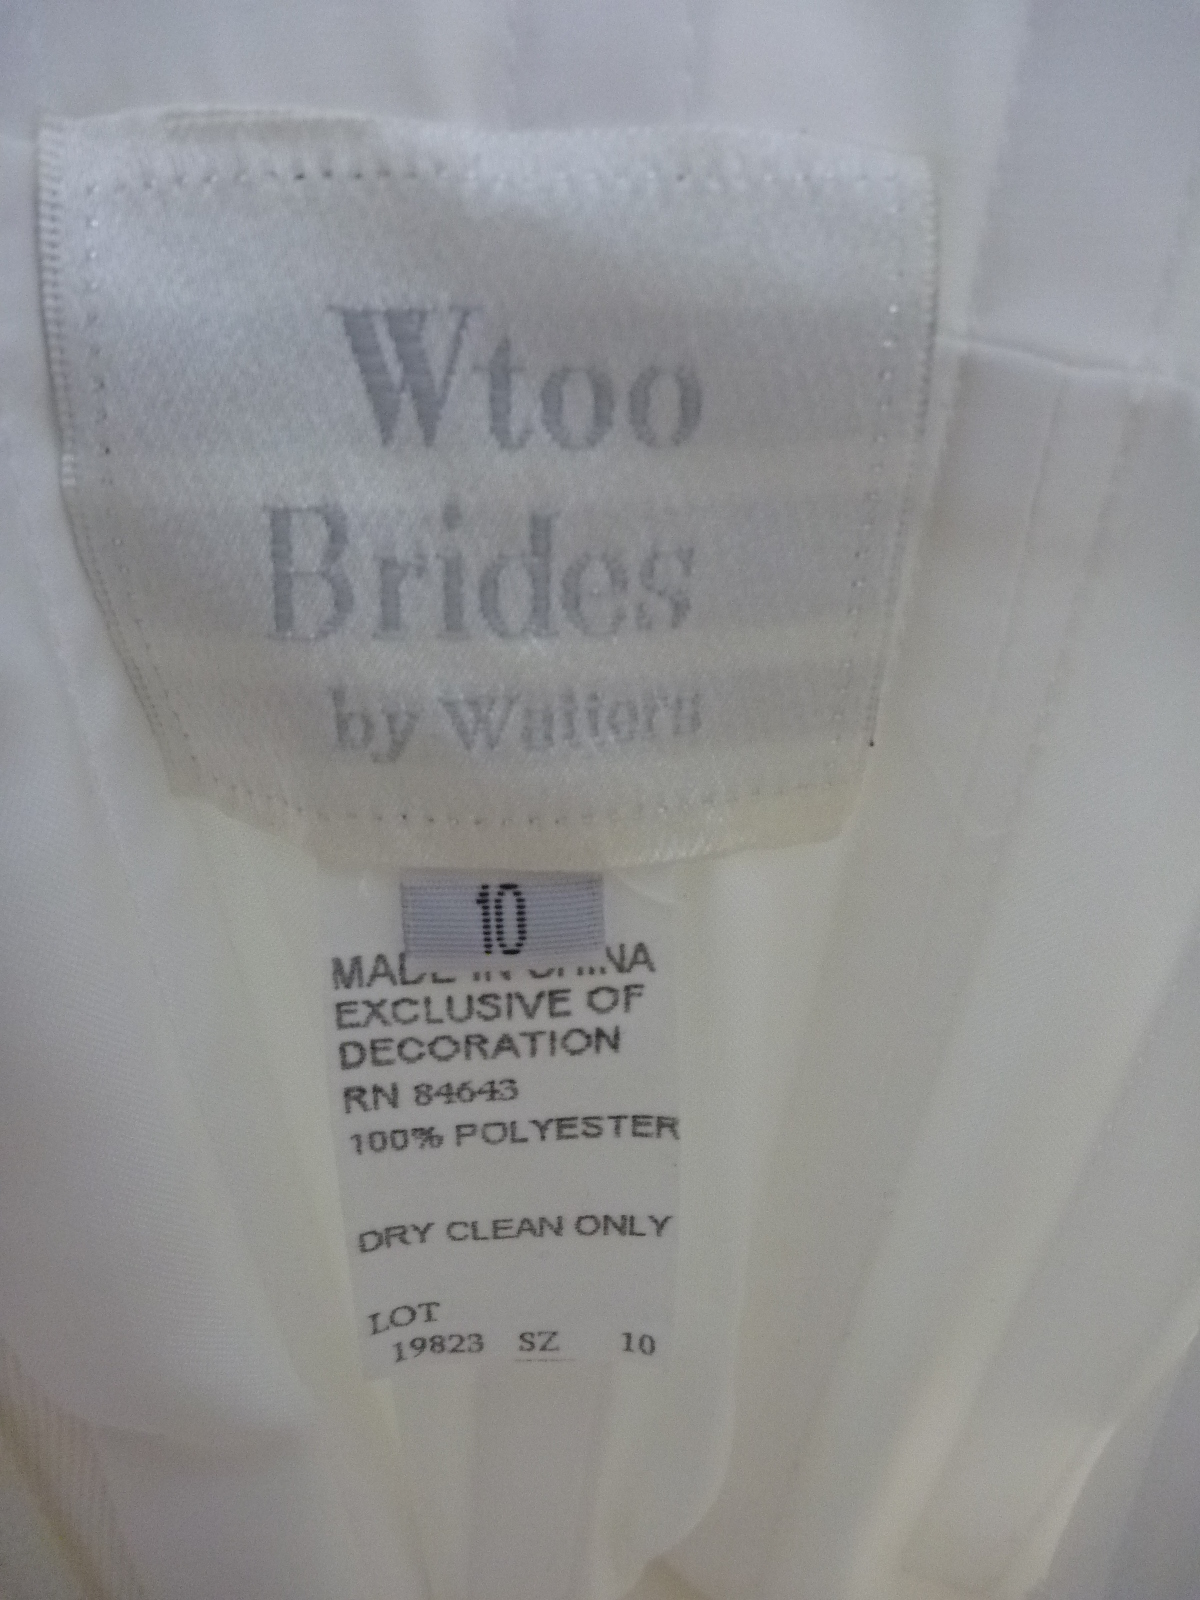 Wtoo
Brides
by Watters
10
MADE IN CHINA
EXCLUSIVE OF
DECORATION
RN 84643
100% POLYESTER
DRY CLEAN ONLY
LOT
19823 SZ 10